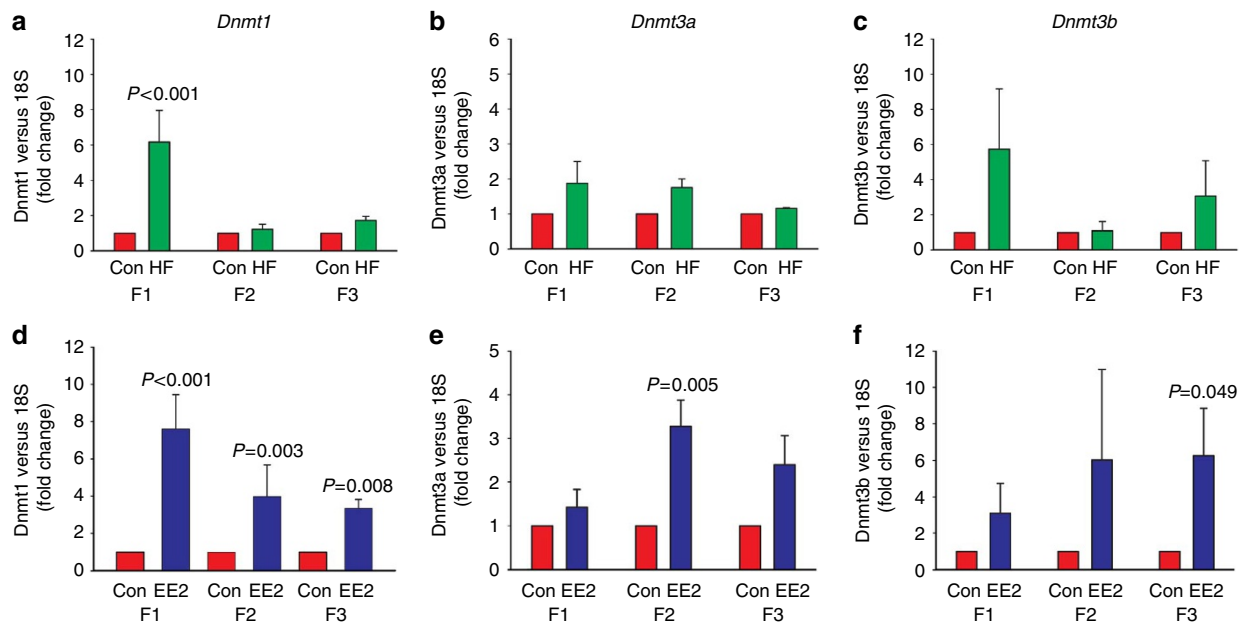 a
Dnmt1
Dnmt1 versus 18S
(fold change)
12
10
8
6
4
2
0
P<0.001
Con HF Con HF Con HF
F1 F2 F3
b
Dnmt3a
Dnmt3a versus 18S
(fold change)
6
5
4
3
2
1
0
Con HF Con HF Con HF
F1 F2 F3
c
Dnmt3b
Dnmt3b versus 18S
(fold change)
12
10
8
6
4
2
0
Con HF Con HF Con HF
F1 F2 F3
d
Dnmt1 versus 18S
(fold change)
12
10
8
6
4
2
0
P<0.001
P=0.003
P=0.008
Con EE2 Con EE2 Con EE2
F1 F2 F3
e
Dnmt3a versus 18S
(fold change)
5
4
3
2
1
0
P=0.005
Con EE2 Con EE2 Con EE2
F1 F2 F3
f
Dnmt3b versus 18S
(fold change)
12
10
8
6
4
2
0
P=0.049
Con EE2 Con EE2 Con EE2
F1 F2 F3